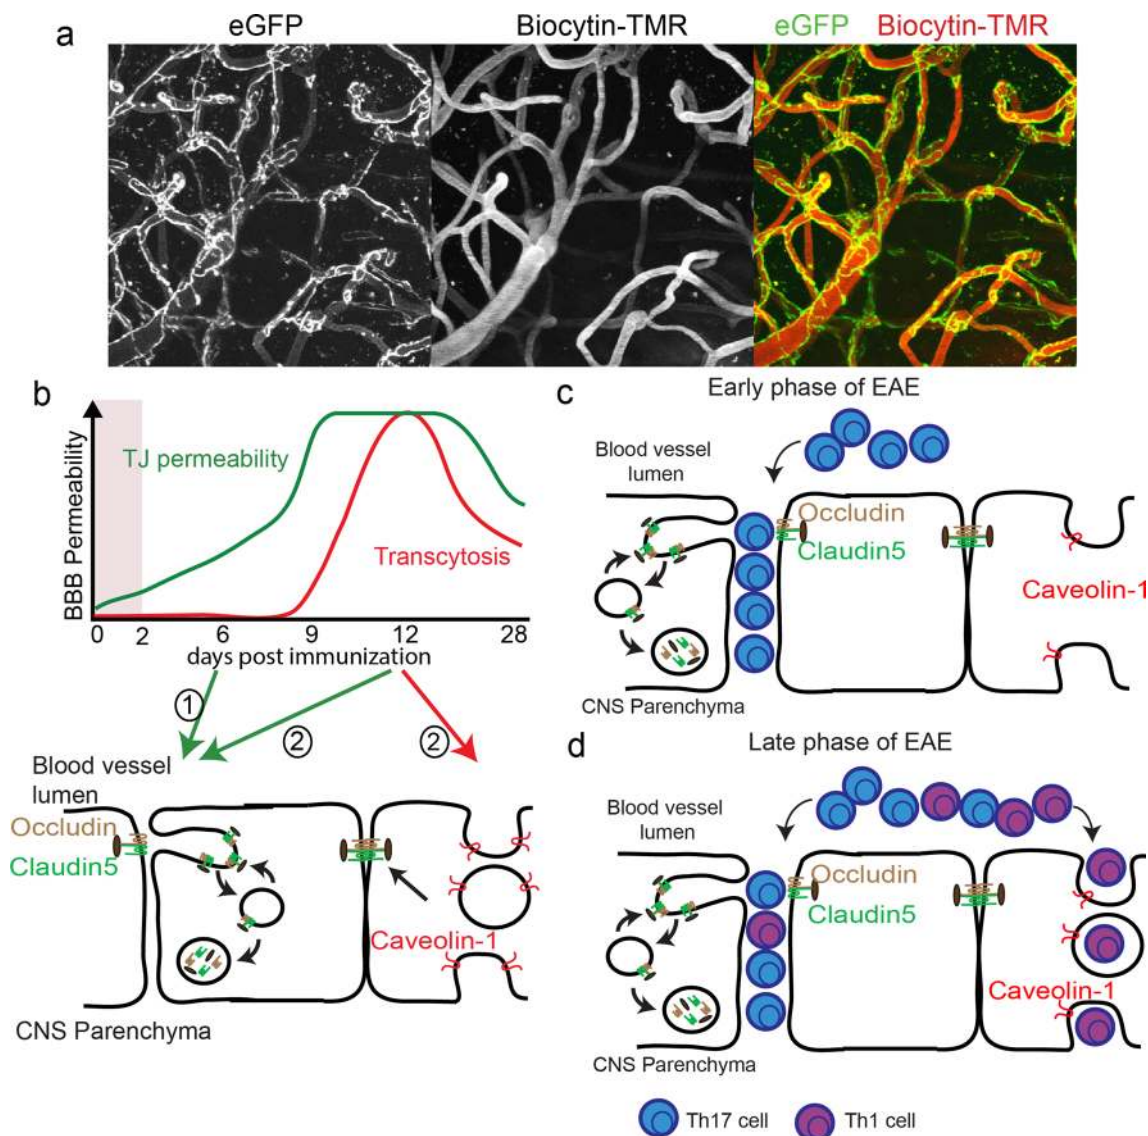 a
eGFP
Biocytin-TMR
eGFP Biocytin-TMR
b
BBB Permeability
TJ permeability
Transcytosis
0 2 6 9 12 28
days post immunization
1
2
2
Blood vessel
lumen
Occludin
Claudin5
Caveolin-1
CNS Parenchyma
c
Early phase of EAE
Blood vessel
lumen
Occludin
Claudin5
Caveolin-1
CNS Parenchyma
d
Late phase of EAE
Blood vessel
lumen
Occludin
Claudin5
Caveolin-1
CNS Parenchyma
Th17 cell
Th1 cell